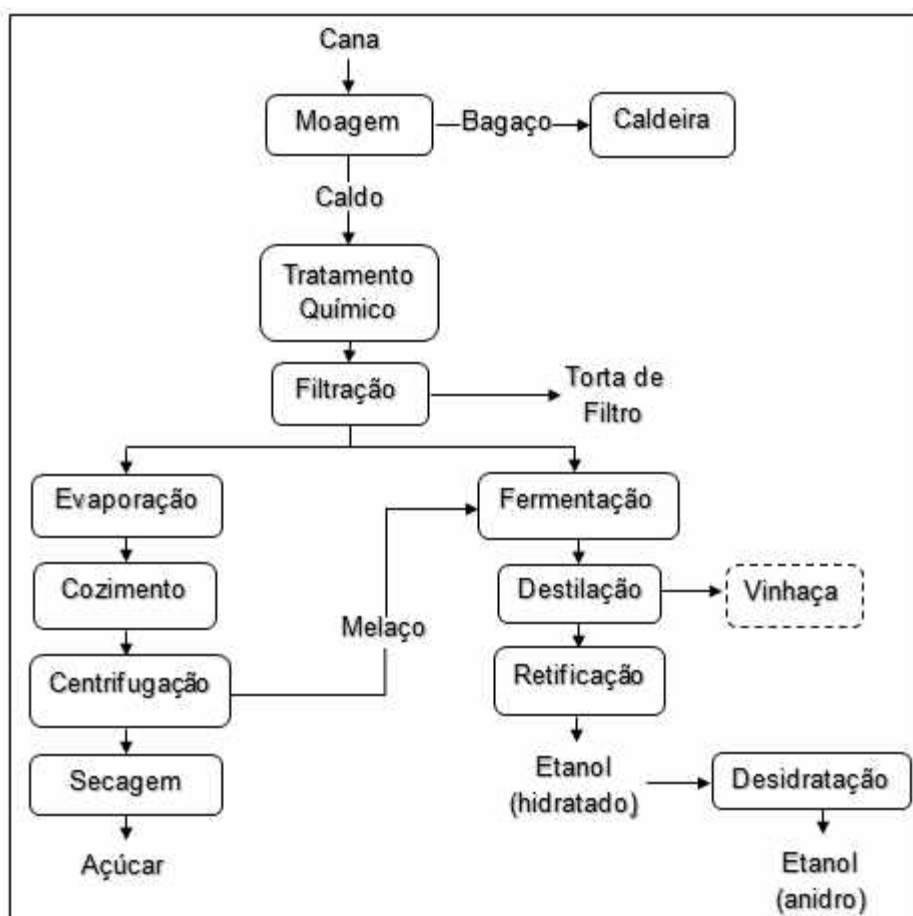 Cana
Moagem
Bagaço
Caldeira
Caldo
Tratamento
Químico
Filtração
Torta de
Filtro
Evaporação
Fermentação
Cozimento
Destilação
Vinhaça
Melaço
Centrifugação
Retificação
Secagem
Etanol
(hidratado)
Desidratação
Açúcar
Etanol
(anidro)